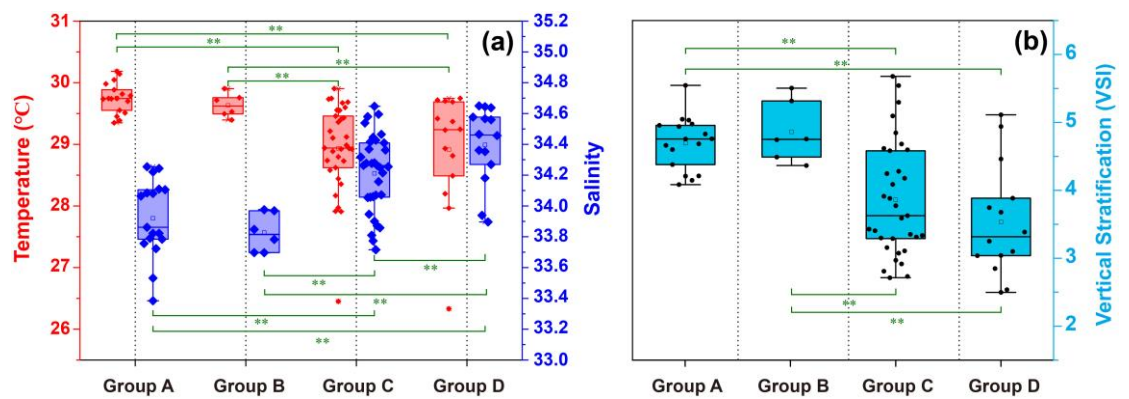 31
30
29
28
27
26
Temperature (℃)
**
**
**
**
**
**
**
**
**
(a)
35.2
35.0
34.8
34.6
34.4
34.2
34.0
33.8
33.6
33.4
33.2
33.0
Salinity
Group A
Group B
Group C
Group D
(b)
**
**
**
**
6
5
4
3
2
Vertical Stratification (VSI)
Group A
Group B
Group C
Group D